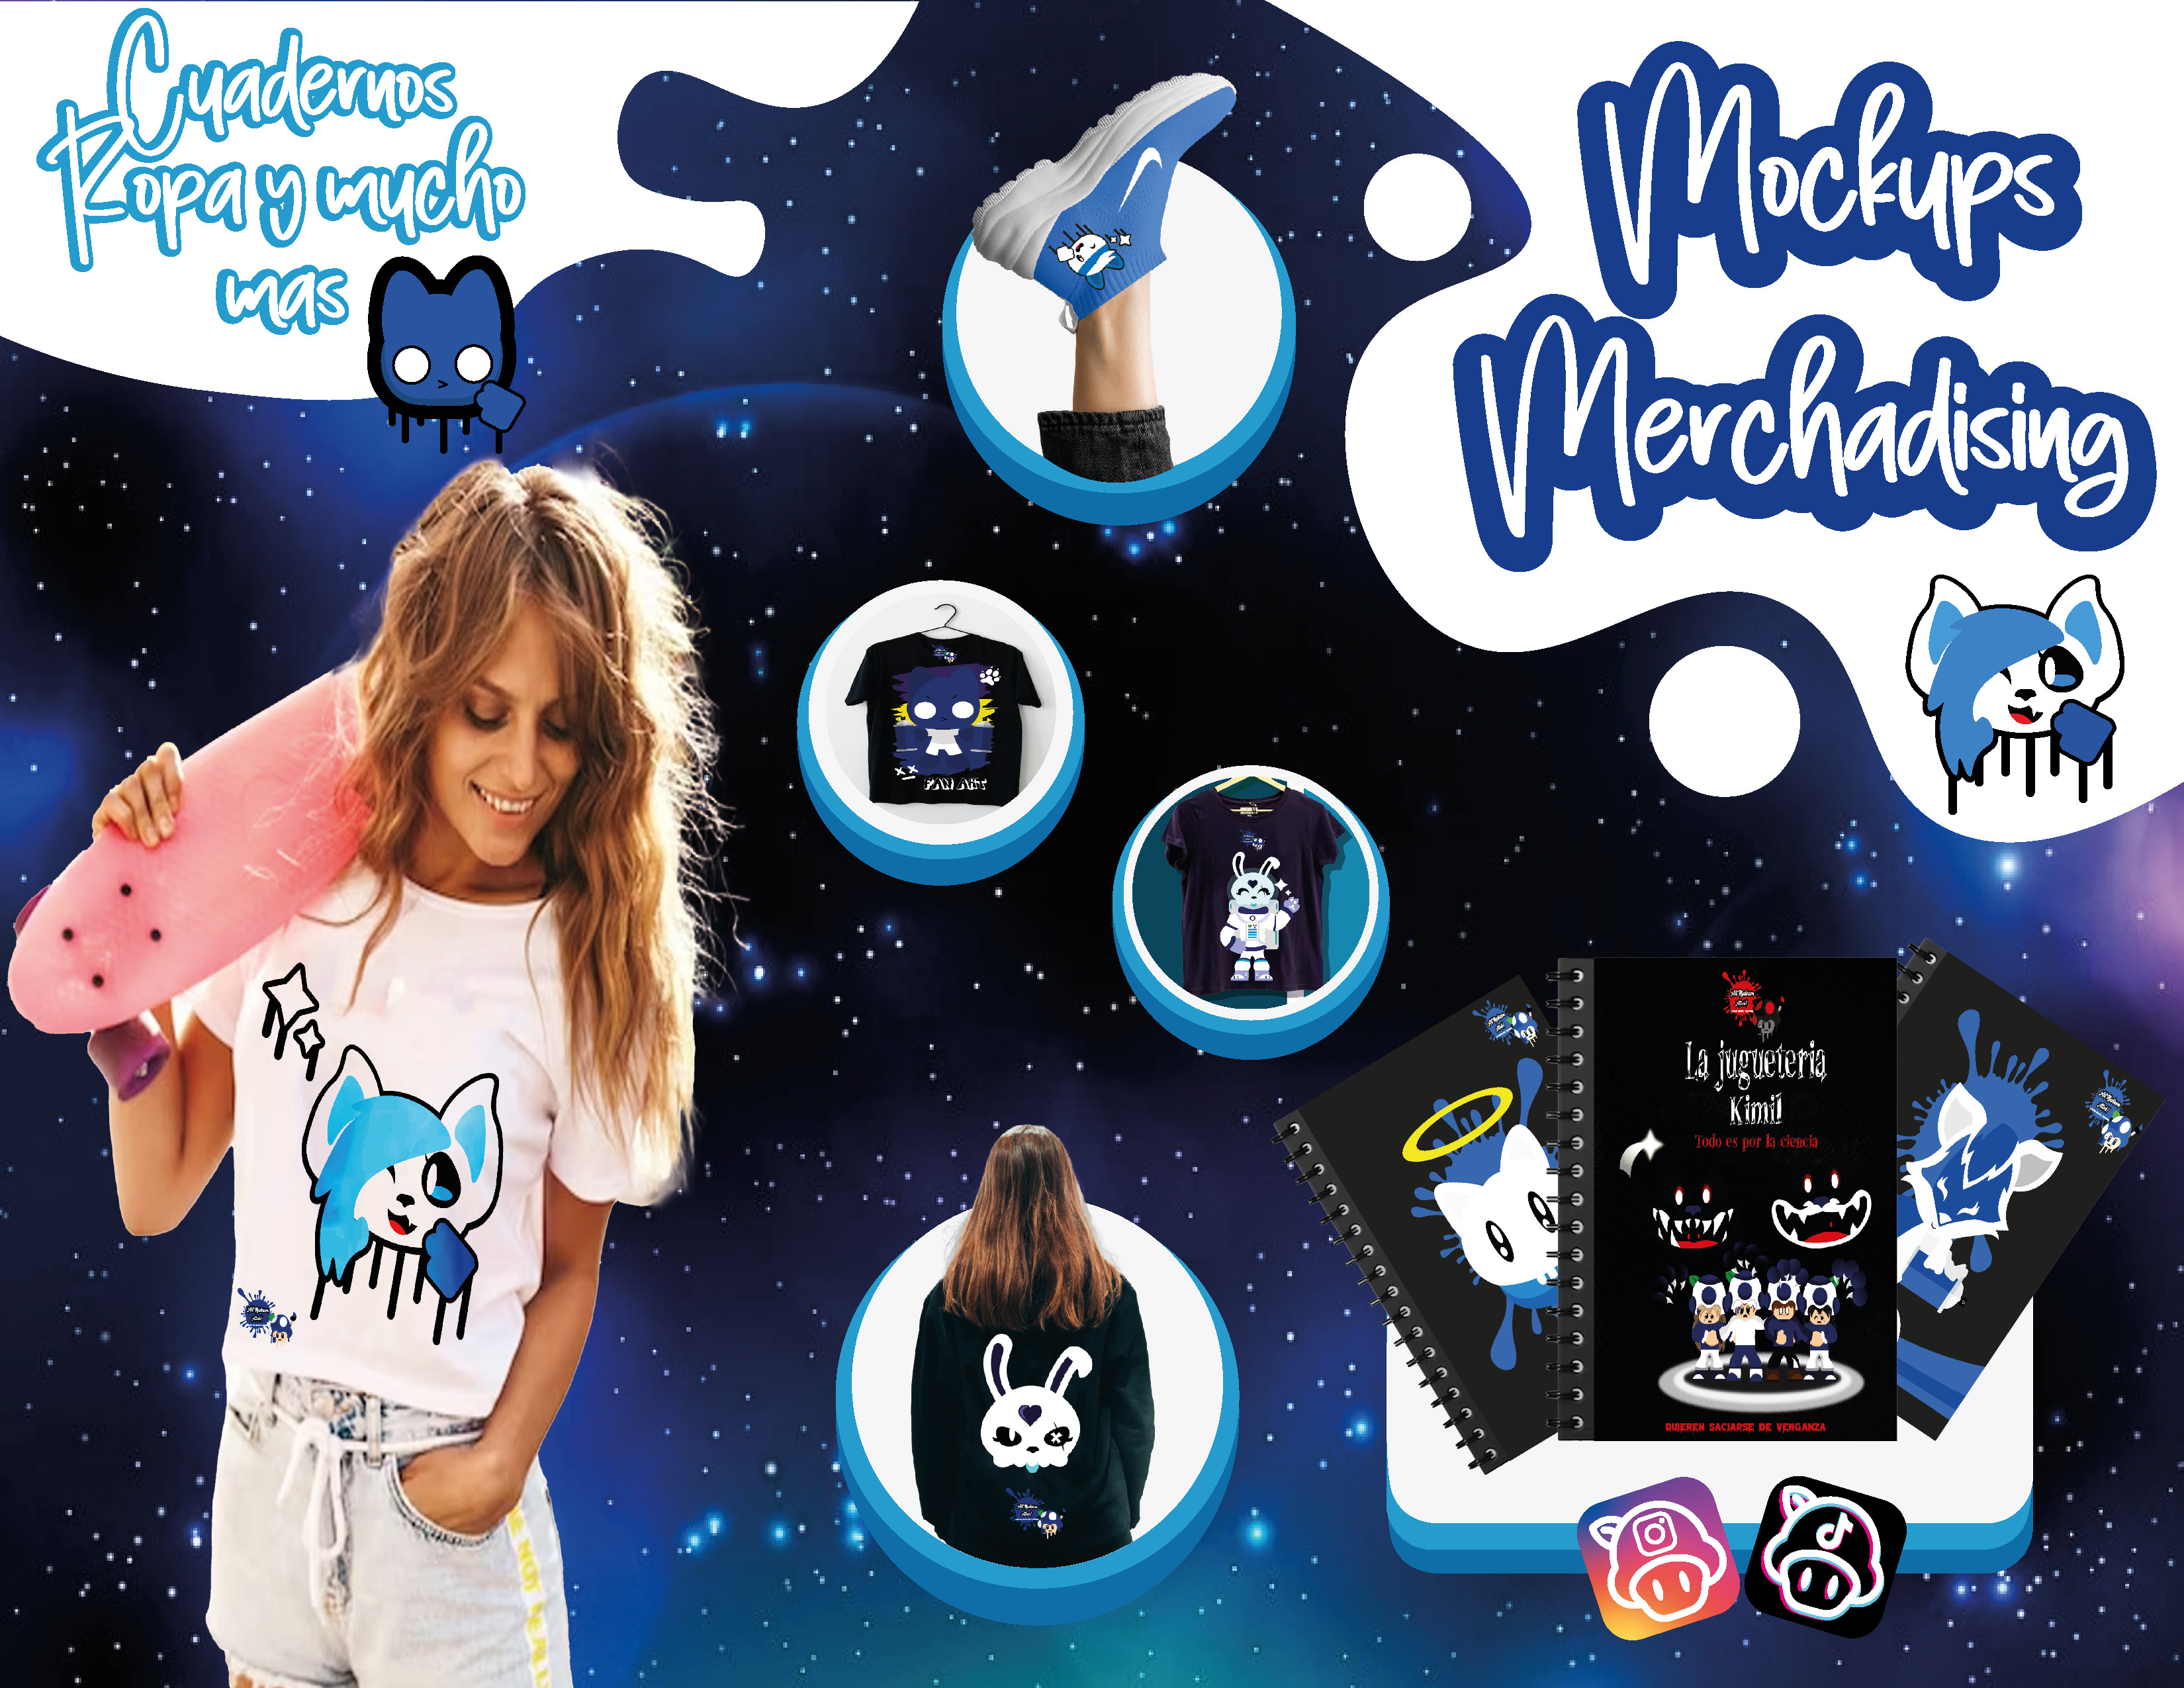 Cuadernos
Ropa y mucho
mas
Mockups
Merchadising
FAN ART
La jugueteria
Kimil
Todo es por la ciencia
QUIEREN SACIARSE DE VENGANZA